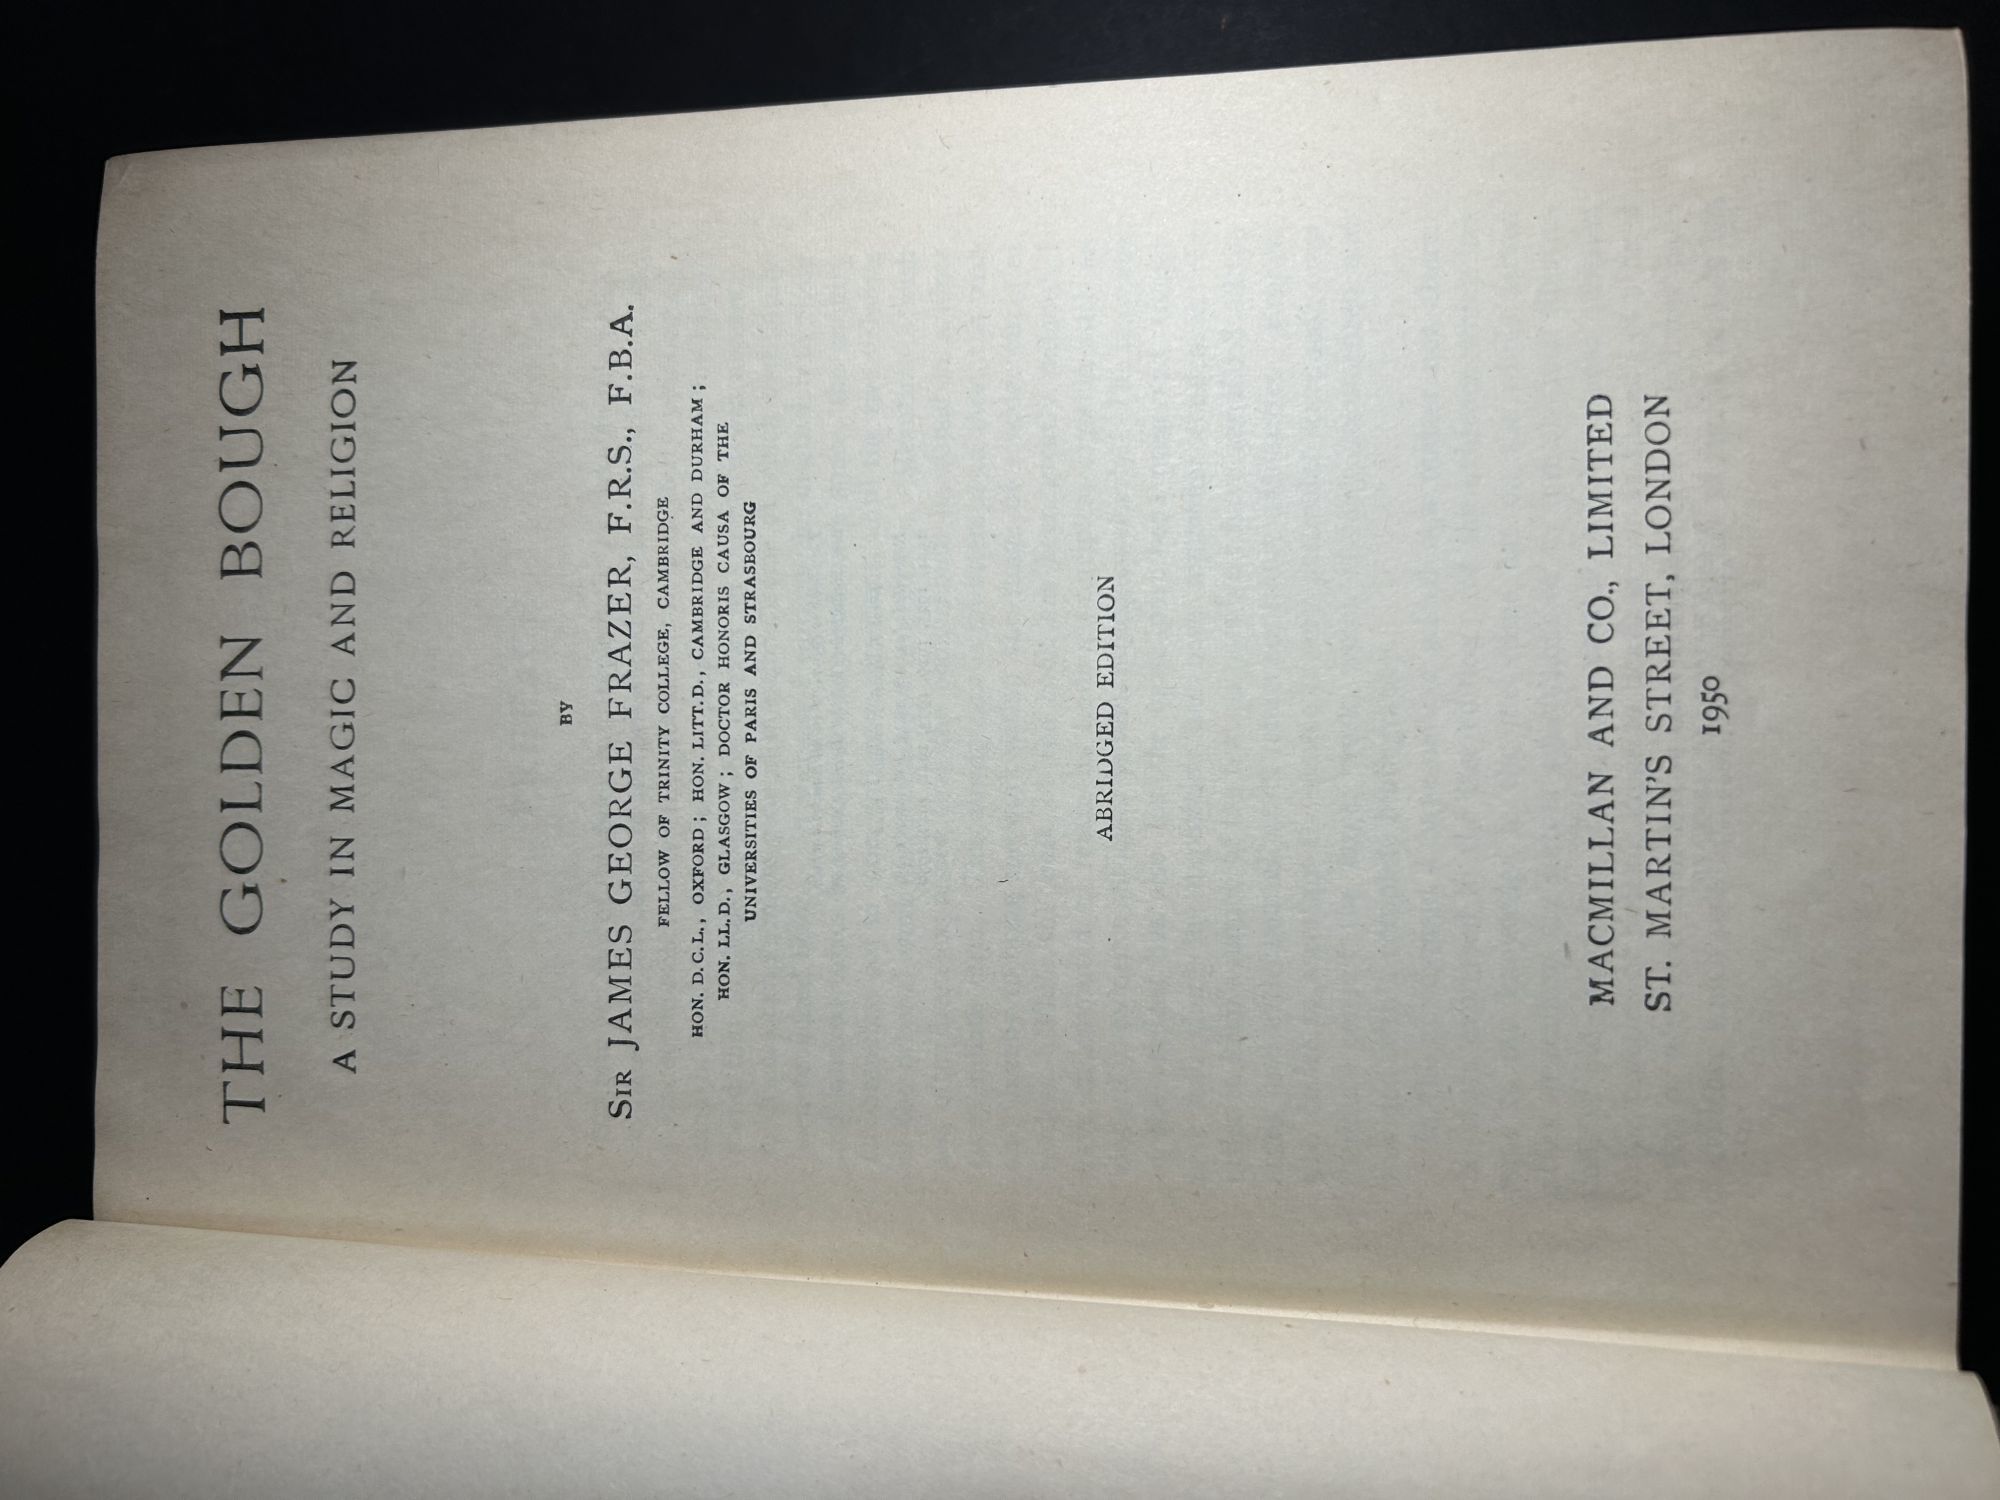 THE GOLDEN BOUGH
A STUDY IN MAGIC AND RELIGION
BY
SIR JAMES GEORGE FRAZER, F.R.S., F.B.A.
FELLOW OF TRINITY COLLEGE, CAMBRIDGE
HON. D.C.L., OXFORD; HON. LITT.D., CAMBRIDGE AND DURHAM;
HON. LL.D., GLASGOW; DOCTOR HONORIS CAUSA OF THE
UNIVERSITIES OF PARIS AND STRASBOURG
ABRIDGED EDITION
MACMILLAN AND CO., LIMITED
ST. MARTIN'S STREET, LONDON
1950